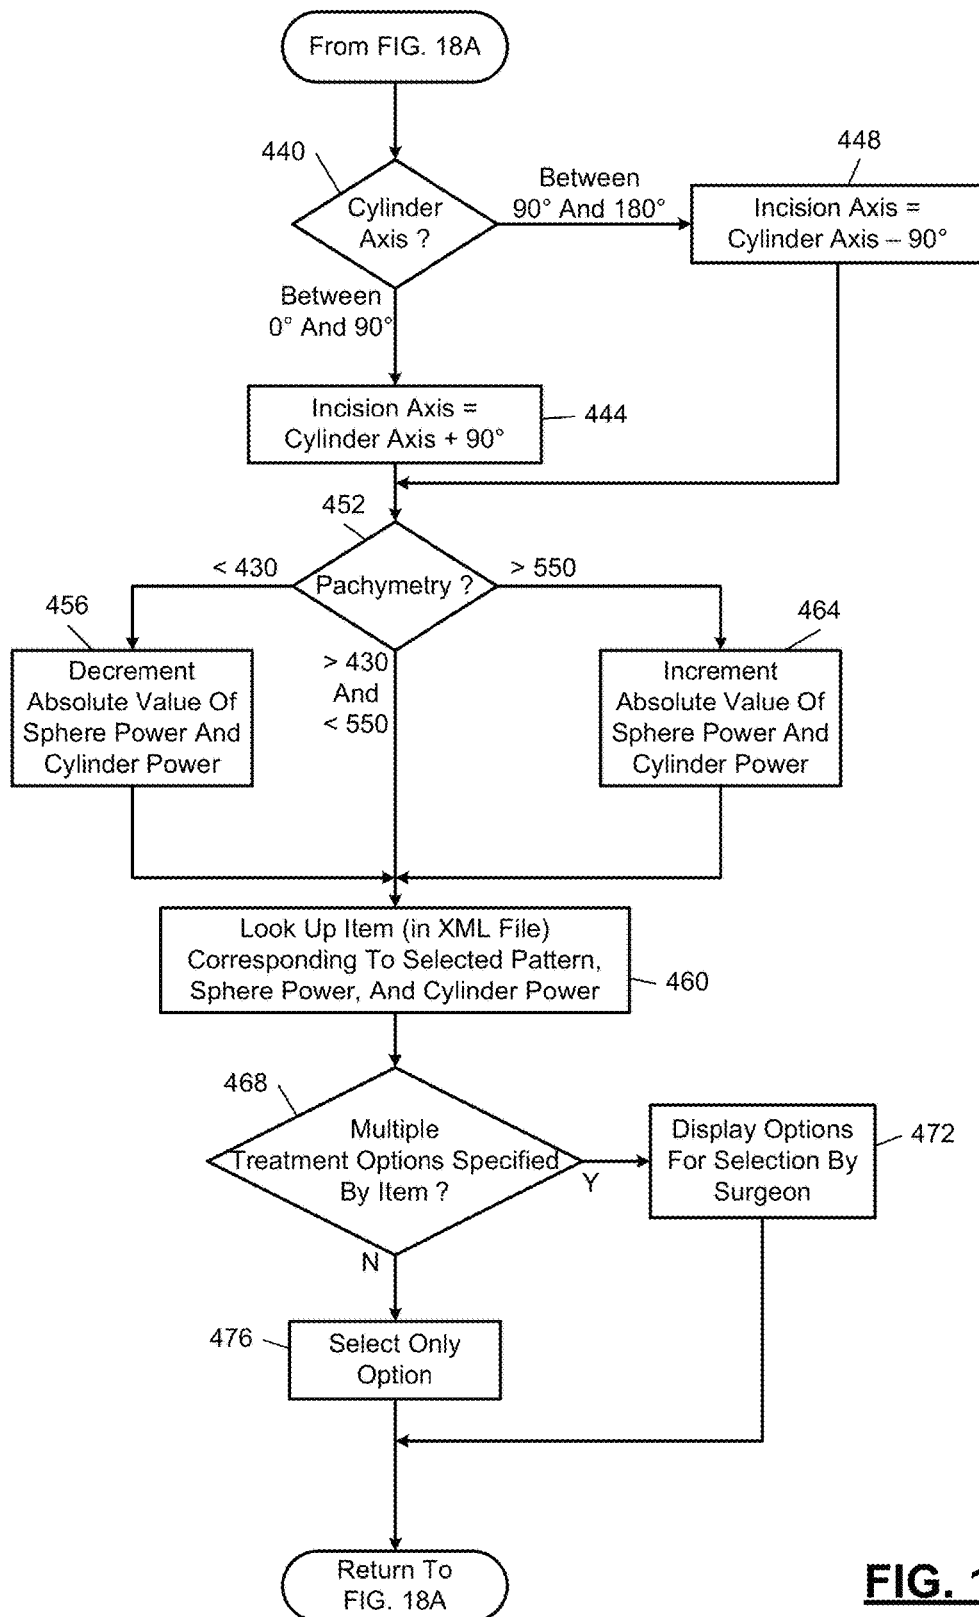 From FIG. 18A
440
Cylinder
Axis ?
Between
90° And 180°
448
Incision Axis =
Cylinder Axis – 90°
Between
0° And 90°
Incision Axis =
Cylinder Axis + 90°
444
452
Pachymetry ?
< 430
> 550
> 430
And
< 550
456
Decrement
Absolute Value Of
Sphere Power And
Cylinder Power
464
Increment
Absolute Value Of
Sphere Power And
Cylinder Power
Look Up Item (in XML File)
Corresponding To Selected Pattern,
Sphere Power, And Cylinder Power
460
468
Multiple
Treatment Options Specified
By Item ?
Y
Display Options
For Selection By
Surgeon
472
N
476
Select Only
Option
Return To
FIG. 18A
FIG.